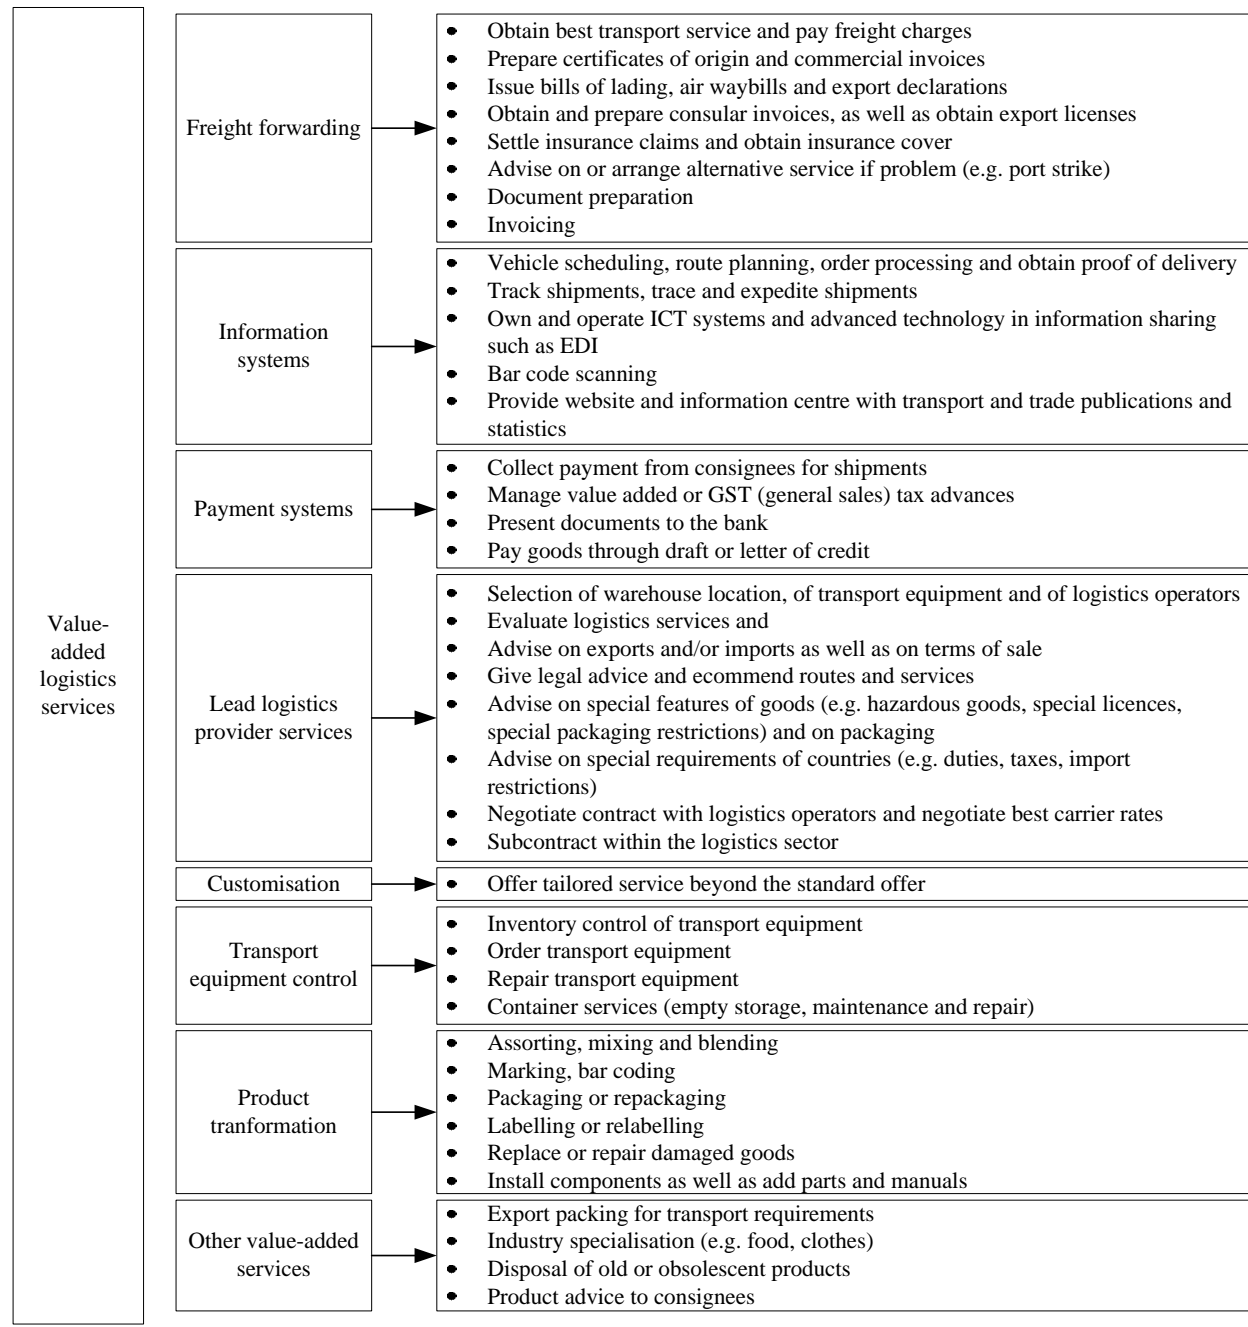 Value-
added
logistics
services
Freight forwarding
• Obtain best transport service and pay freight charges
• Prepare certificates of origin and commercial invoices
• Issue bills of lading, air waybills and export declarations
• Obtain and prepare consular invoices, as well as obtain export licenses
• Settle insurance claims and obtain insurance cover
• Advise on or arrange alternative service if problem (e.g. port strike)
• Document preparation
• Invoicing
Information
systems
• Vehicle scheduling, route planning, order processing and obtain proof of delivery
• Track shipments, trace and expedite shipments
• Own and operate ICT systems and advanced technology in information sharing
such as EDI
• Bar code scanning
• Provide website and information centre with transport and trade publications and
statistics
Payment systems
• Collect payment from consignees for shipments
• Manage value added or GST (general sales) tax advances
• Present documents to the bank
• Pay goods through draft or letter of credit
Lead logistics
provider services
• Selection of warehouse location, of transport equipment and of logistics operators
• Evaluate logistics services and
• Advise on exports and/or imports as well as on terms of sale
• Give legal advice and ecommend routes and services
• Advise on special features of goods (e.g. hazardous goods, special licences,
special packaging restrictions) and on packaging
• Advise on special requirements of countries (e.g. duties, taxes, import
restrictions)
• Negotiate contract with logistics operators and negotiate best carrier rates
• Subcontract within the logistics sector
Customisation
• Offer tailored service beyond the standard offer
Transport
equipment control
• Inventory control of transport equipment
• Order transport equipment
• Repair transport equipment
• Container services (empty storage, maintenance and repair)
Product
tranformation
• Assorting, mixing and blending
• Marking, bar coding
• Packaging or repackaging
• Labelling or relabelling
• Replace or repair damaged goods
• Install components as well as add parts and manuals
Other value-added
services
• Export packing for transport requirements
• Industry specialisation (e.g. food, clothes)
• Disposal of old or obsolescent products
• Product advice to consignees